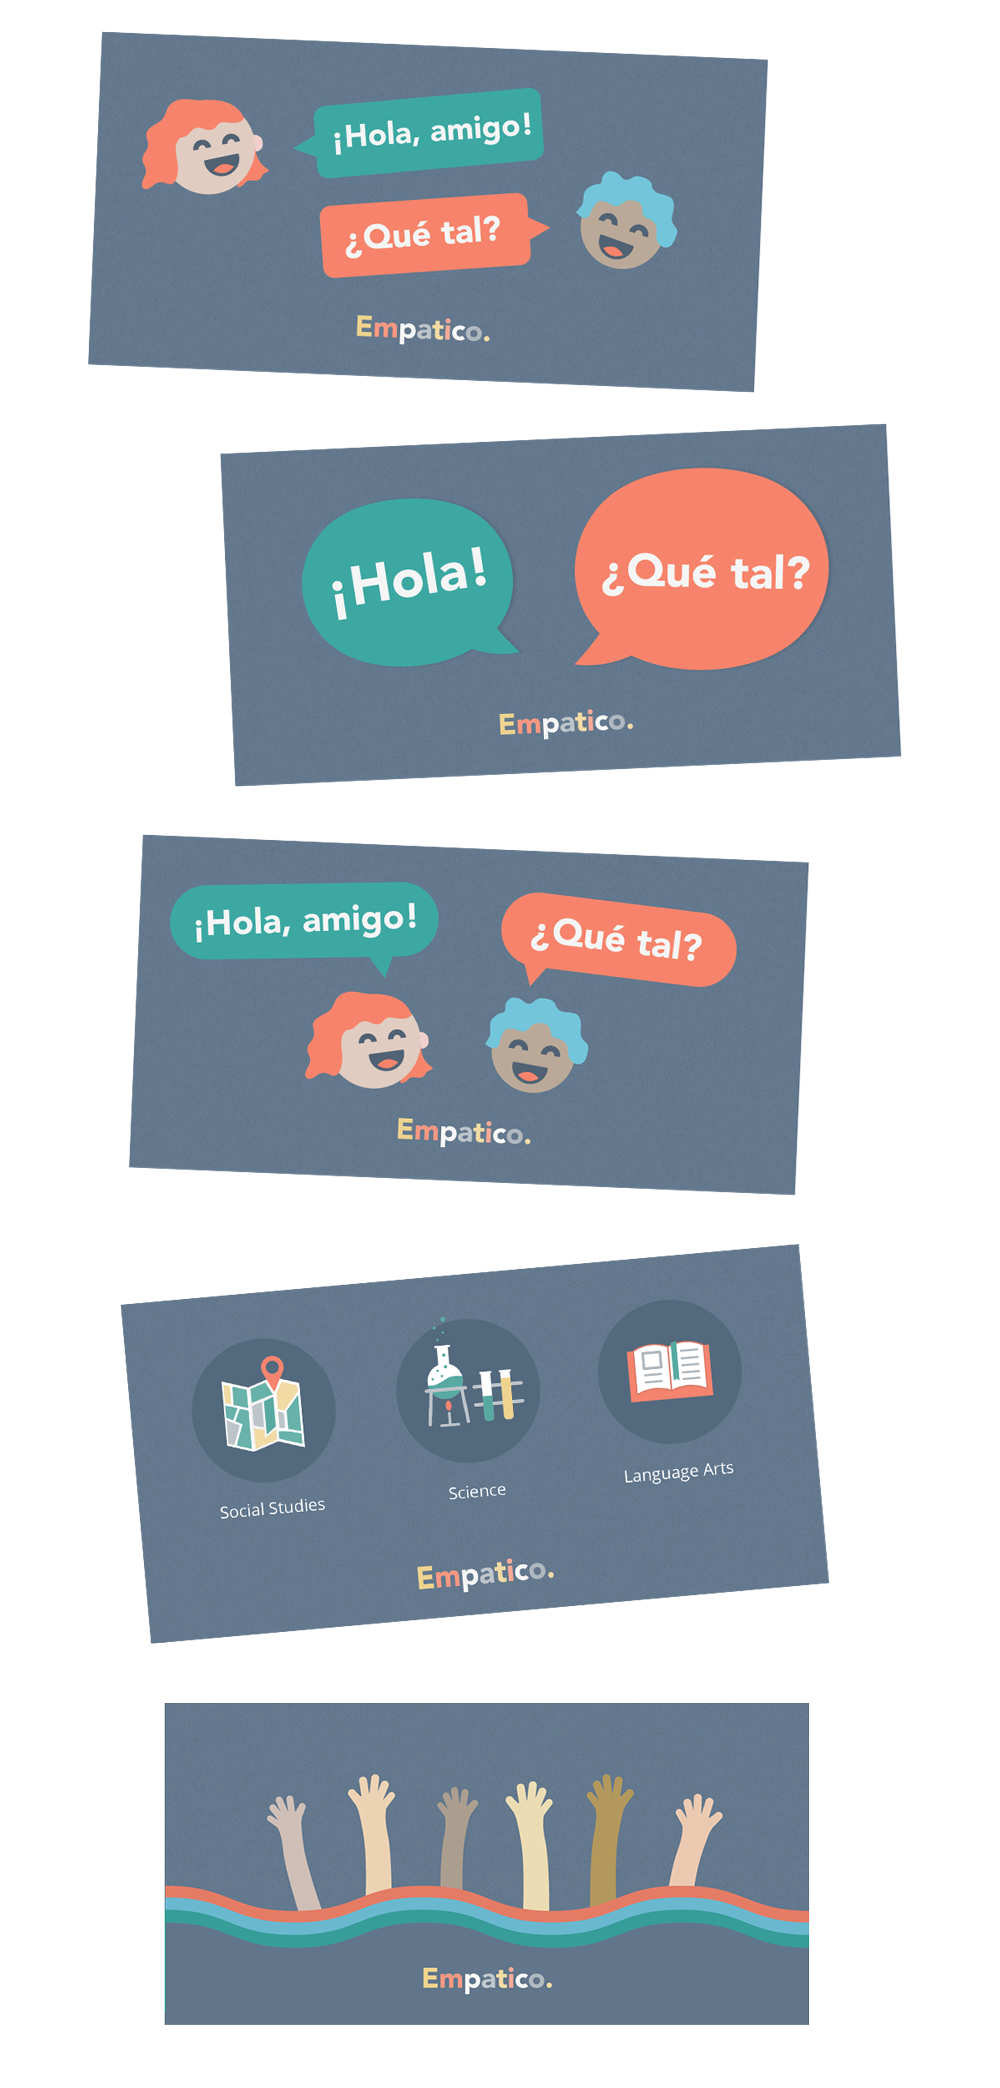 ¡Hola, amigo!
¿Qué tal?
Empatico.
¡Hola!
¿Qué tal?
Empatico.
¡Hola, amigo!
¿Qué tal?
Empatico.
Social Studies
Science
Language Arts
Empatico.
Empatico.